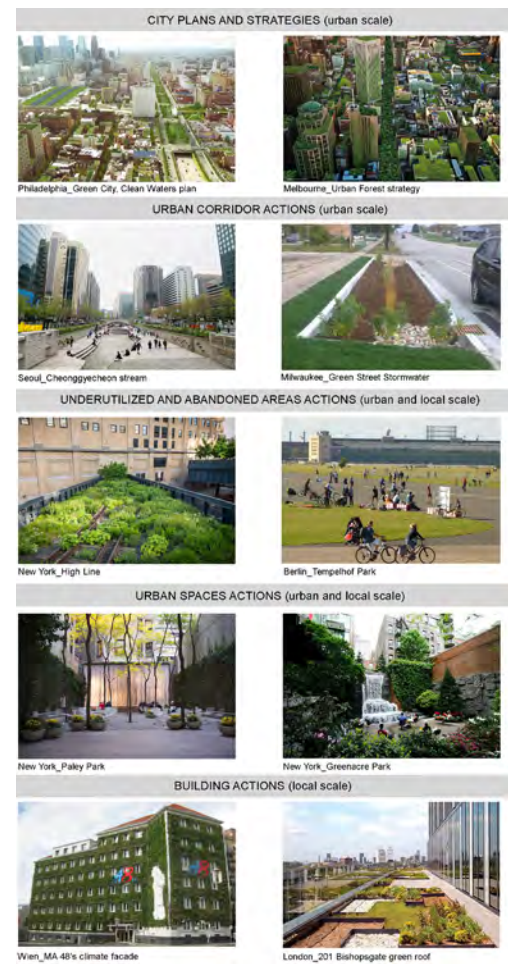 CITY PLANS AND STRATEGIES (urban scale)
Philadelphia_Green City, Clean Waters plan
Melbourne_Urban Forest strategy
URBAN CORRIDOR ACTIONS (urban scale)
Seoul_Cheonggyecheon stream
Milwaukee_Green Street Stormwater
UNDERUTILIZED AND ABANDONED AREAS ACTIONS (urban and local scale)
New York_High Line
Berlin_Tempelhof Park
URBAN SPACES ACTIONS (urban and local scale)
New York_Paley Park
New York_Greenacre Park
BUILDING ACTIONS (local scale)
48
Wien_MA 48's climate facade
London_201 Bishopsgate green roof